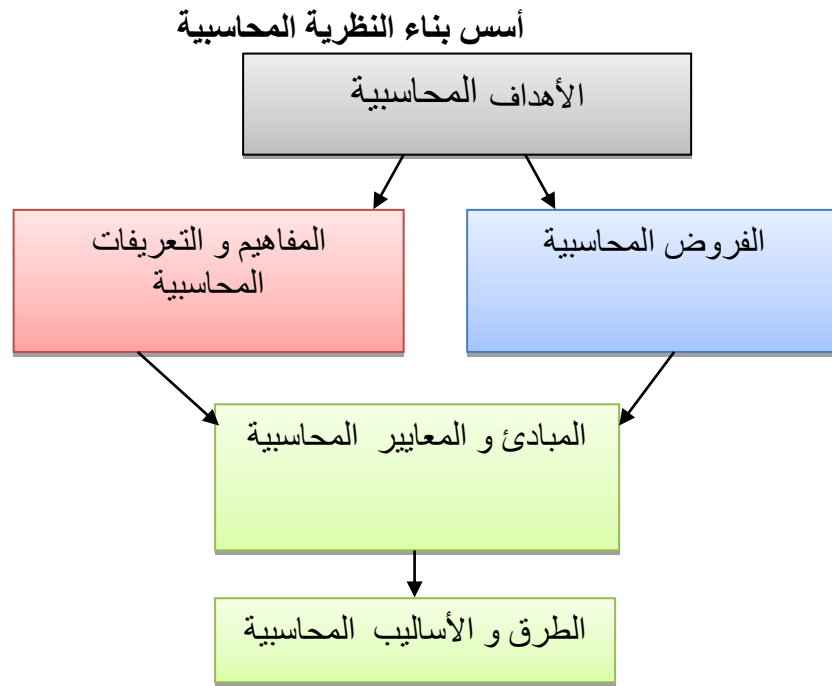 أسس بناء النظرية المحاسبية
الأهداف المحاسبية
الفروض المحاسبية
المفاهيم و التعريفات
المحاسبية
المبادئ و المعايير المحاسبية
الطرق و الأساليب المحاسبية